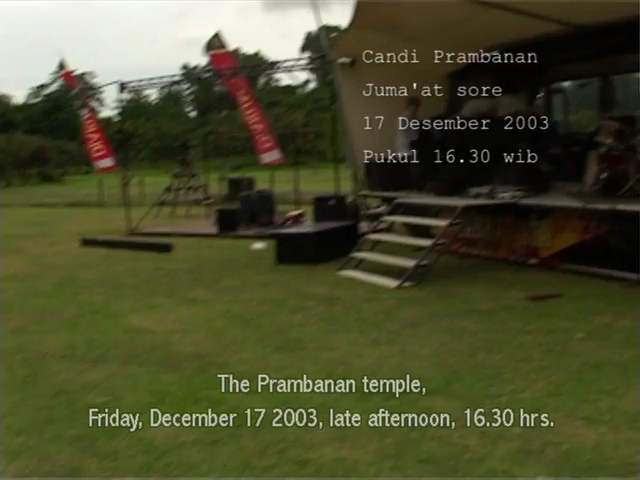 Candi Prambanan
Juma'at sore
17 Desember 2003
Pukul 16.30 wib
The Prambanan temple,
Friday, December 17 2003, late afternoon, 16.30 hrs.